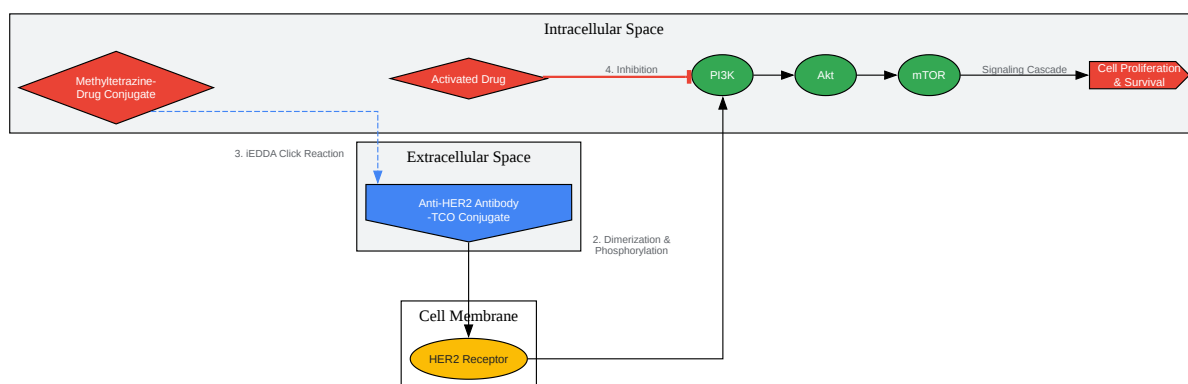 Intracellular Space
Methyltetrazine-
Drug Conjugate
Activated Drug
4. Inhibition
PI3K
Akt
mTOR
Signaling Cascade
Cell Proliferation
& Survival
3. iEDDA Click Reaction
Extracellular Space
Anti-HER2 Antibody
-TCO Conjugate
2. Dimerization &
Phosphorylation
Cell Membrane
HER2 Receptor